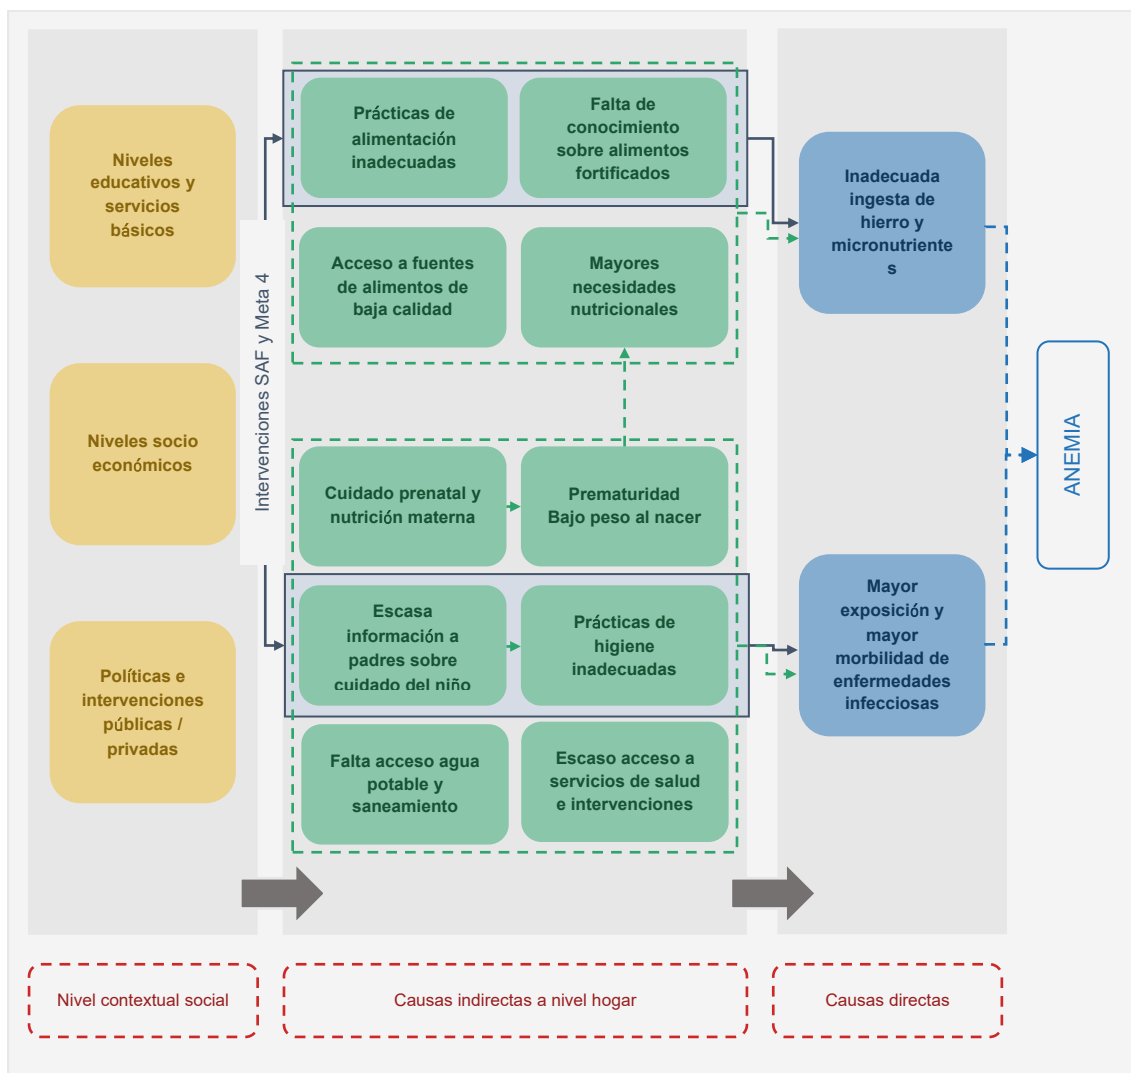 Niveles
educativos y
servicios
básicos
Niveles socio
económicos
Políticas e
intervenciones
públicas /
privadas
Intervenciones SAF y Meta 4
Prácticas de
alimentación
inadecuadas
Falta de
conocimiento
sobre alimentos
fortificados
Acceso a fuentes
de alimentos de
baja calidad
Mayores
necesidades
nutricionales
Cuidado prenatal y
nutrición materna
Prematuridad
Bajo peso al nacer
Escasa
información a
padres sobre
cuidado del niño
Prácticas de
higiene
inadecuadas
Falta acceso agua
potable y
saneamiento
Escaso acceso a
servicios de salud
e intervenciones
Inadecuada
ingesta de
hierro y
micronutriente
s
Mayor
exposición y
mayor
morbilidad de
enfermedades
infecciosas
ANEMIA
Nivel contextual social
Causas indirectas a nivel hogar
Causas directas